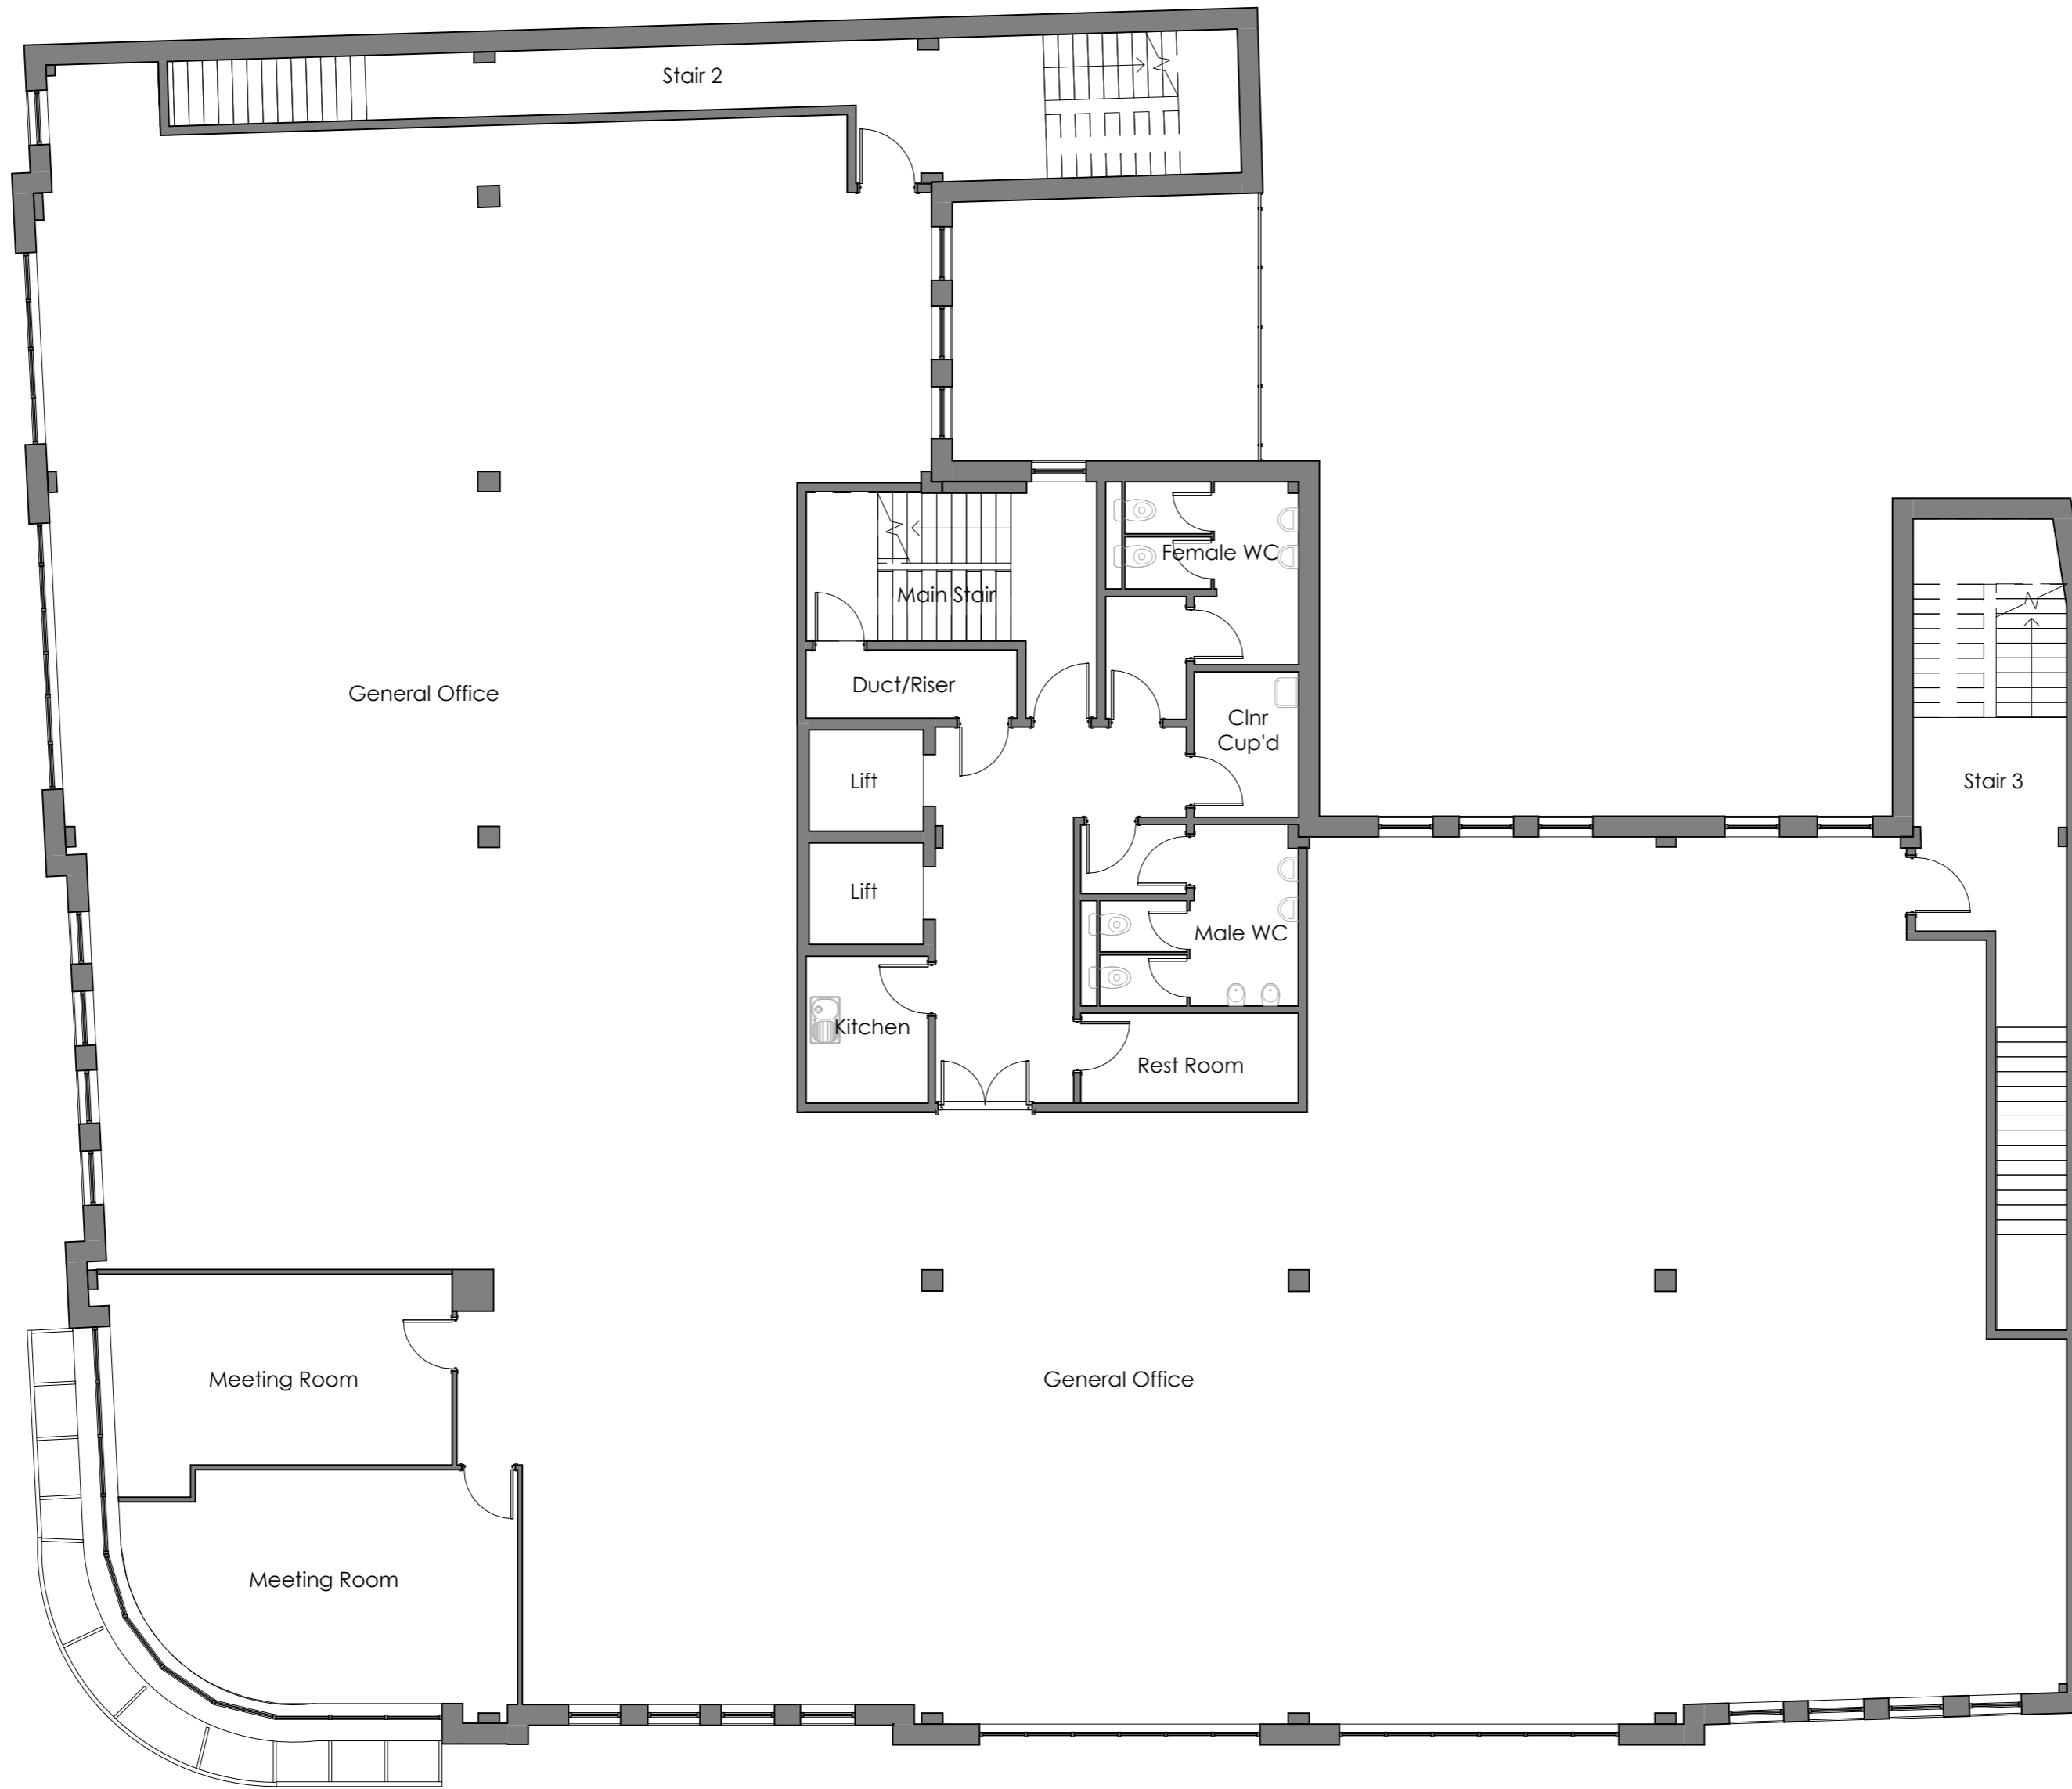 Stair 2
Female WC
Main Stair
General Office
Duct/Riser
Clnr
Cup'd
Lift
Stair 3
Lift
Male WC
Kitchen
Rest Room
Meeting Room
General Office
Meeting Room